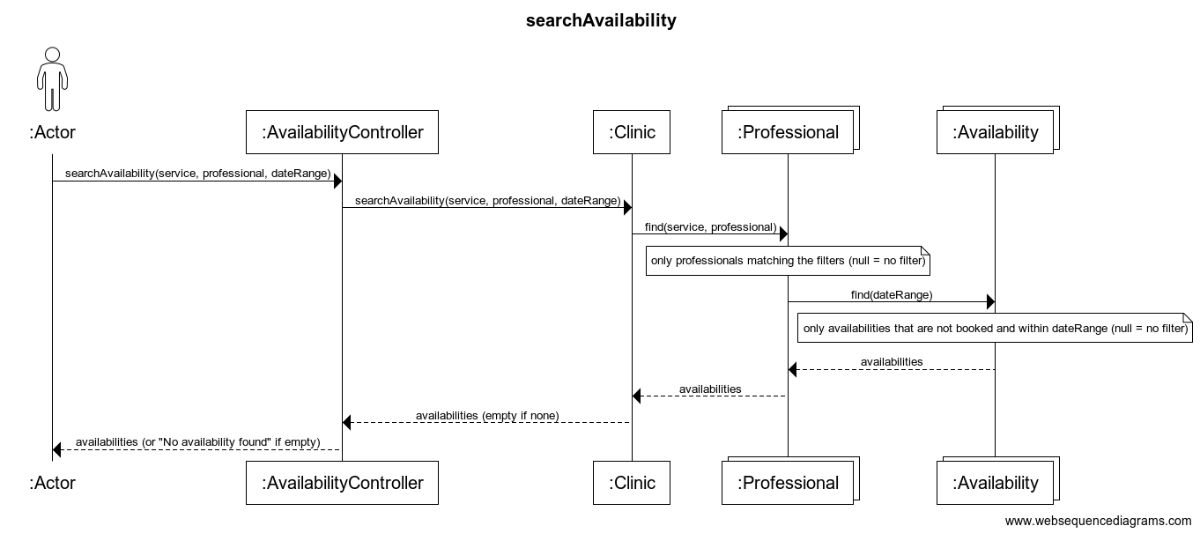 searchAvailability
:Actor
:AvailabilityController
:Clinic
:Professional
:Availability
searchAvailability(service, professional, dateRange)
searchAvailability(service, professional, dateRange)
find(service, professional)
only professionals matching the filters (null = no filter)
find(dateRange)
only availabilities that are not booked and within dateRange (null = no filter)
availabilities
availabilities
availabilities (empty if none)
availabilities (or "No availability found" if empty)
:Actor
:AvailabilityController
:Clinic
:Professional
:Availability
www.websequencediagrams.com